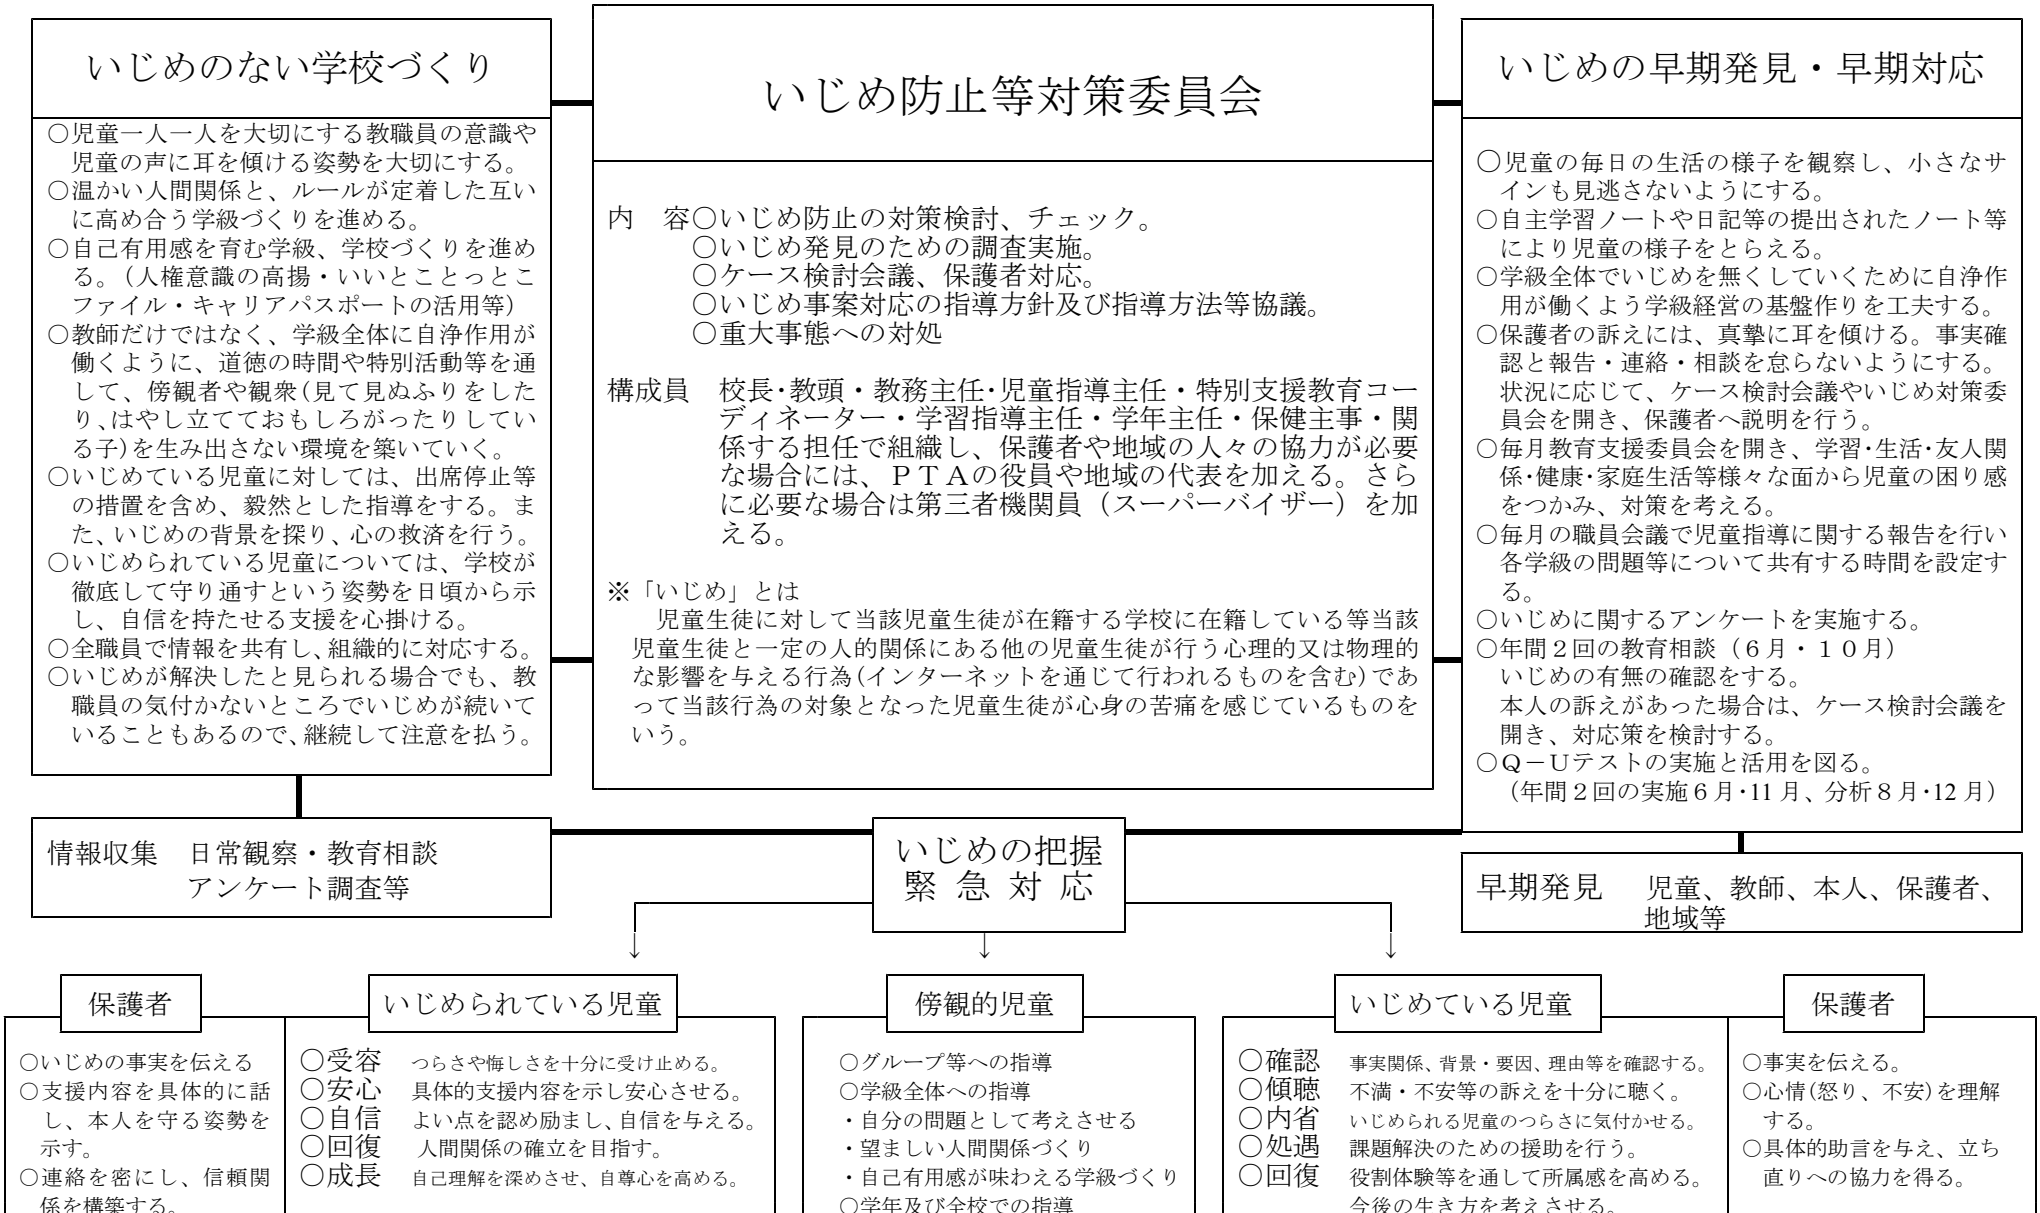 いじめのない学校づくり
○児童一人一人を大切にする教職員の意識や
児童の声に耳を傾ける姿勢を大切にする。
○温かい人間関係と、ルールが定着した互い
に高め合う学級づくりを進める。
○自己有用感を育む学級、学校づくりを進め
る。（人権意識の高揚・いいとことっとこ
ファイル・キャリアパスポートの活用等）
○教師だけではなく、学級全体に自浄作用が
働くように、道徳の時間や特別活動等を通
して、傍観者や観衆(見て見ぬふりをした
り、はやし立てておもしろがったりしてい
る子)を生み出さない環境を築いていく。
○いじめている児童に対しては、出席停止等
の措置を含め、毅然とした指導をする。ま
た、いじめの背景を探り、心の救済を行う。
○いじめられている児童については、学校が
徹底して守り通すという姿勢を日頃から示
し、自信を持たせる支援を心掛ける。
○全職員で情報を共有し、組織的に対応する。
○いじめが解決したと見られる場合でも、教
職員の気付かないところでいじめが続いて
いることもあるので、継続して注意を払う。
いじめ防止等対策委員会
内　容○いじめ防止の対策検討、チェック。
○いじめ発見のための調査実施。
○ケース検討会議、保護者対応。
○いじめ事案対応の指導方針及び指導方法等協議。
○重大事態への対処
構成員　校長・教頭・教務主任・児童指導主任・特別支援教育コー
ディネーター・学習指導主任・学年主任・保健主事・関
係する担任で組織し、保護者や地域の人々の協力が必要
な場合には、ＰＴＡの役員や地域の代表を加える。さら
に必要な場合は第三者機関員（スーパーバイザー）を加
える。
※「いじめ」とは
児童生徒に対して当該児童生徒が在籍する学校に在籍している等当該
児童生徒と一定の人的関係にある他の児童生徒が行う心理的又は物理的
な影響を与える行為(インターネットを通じて行われるものを含む)であ
って当該行為の対象となった児童生徒が心身の苦痛を感じているものを
いう。
いじめの早期発見・早期対応
○児童の毎日の生活の様子を観察し、小さなサ
インも見逃さないようにする。
○自主学習ノートや日記等の提出されたノート等
により児童の様子をとらえる。
○学級全体でいじめを無くしていくために自浄作
用が働くよう学級経営の基盤作りを工夫する。
○保護者の訴えには、真摯に耳を傾ける。事実確
認と報告・連絡・相談を怠らないようにする。
状況に応じて、ケース検討会議やいじめ対策委
員会を開き、保護者へ説明を行う。
○毎月教育支援委員会を開き、学習・生活・友人関
係・健康・家庭生活等様々な面から児童の困り感
をつかみ、対策を考える。
○毎月の職員会議で児童指導に関する報告を行い
各学級の問題等について共有する時間を設定す
る。
○いじめに関するアンケートを実施する。
○年間２回の教育相談（６月・１０月）
いじめの有無の確認をする。
本人の訴えがあった場合は、ケース検討会議を
開き、対応策を検討する。
○Ｑ－Ｕテストの実施と活用を図る。
（年間２回の実施６月・11月、分析８月・12月）
情報収集　日常観察・教育相談
アンケート調査等
いじめの把握
緊急対応
早期発見　児童、教師、本人、保護者、
地域等
↓　↓　↓
保護者
○いじめの事実を伝える
○支援内容を具体的に話
し、本人を守る姿勢を
示す。
○連絡を密にし、信頼関
係を構築する。
いじめられている児童
○受容　つらさや悔しさを十分に受け止める。
○安心　具体的支援内容を示し安心させる。
○自信　よい点を認め励まし、自信を与える。
○回復　人間関係の確立を目指す。
○成長　自己理解を深めさせ、自尊心を高める。
傍観的児童
○グループ等への指導
○学級全体への指導
・自分の問題として考えさせる
・望ましい人間関係づくり
・自己有用感が味わえる学級づくり
○学年及び全校での指導
いじめている児童
○確認　事実関係、背景・要因、理由等を確認する。
○傾聴　不満・不安等の訴えを十分に聴く。
○内省　いじめられる児童のつらさに気付かせる。
○処遇　課題解決のための援助を行う。
○回復　役割体験等を通して所属感を高める。
今後の生き方を考えさせる。
保護者
○事実を伝える。
○心情(怒り、不安)を理解
する。
○具体的助言を与え、立ち
直りへの協力を得る。